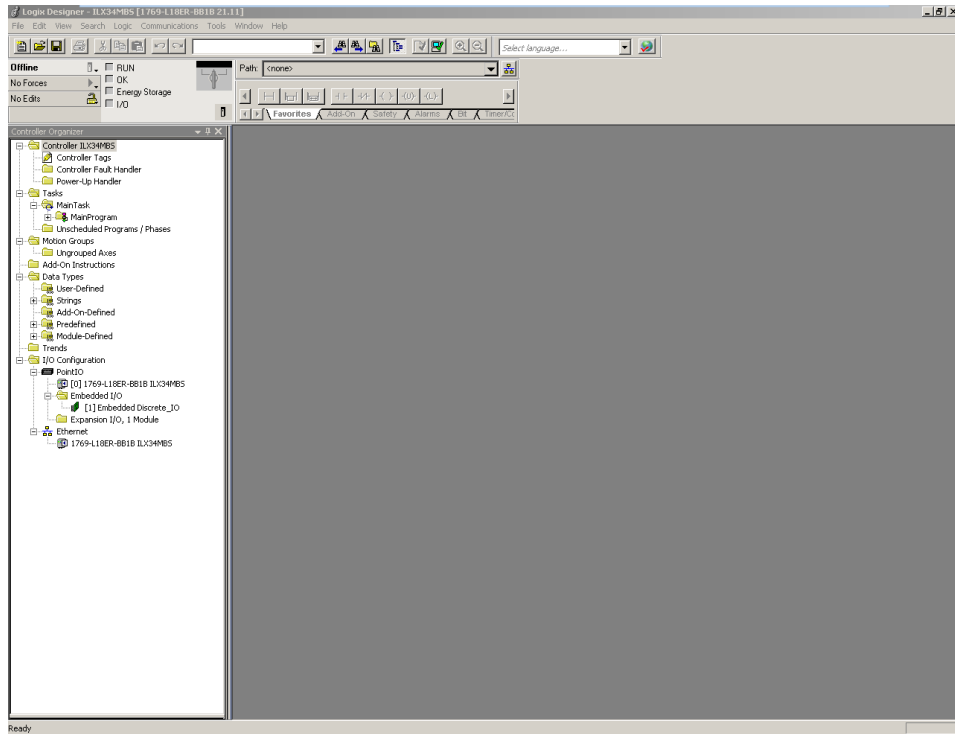 Logix Designer - ILX34MBS [1769-L18ER-BB1B 21.11]
File Edit View Search Logic Communications Tools Window Help
Select language...
Offline
RUN
Path: <none>
No Forces
OK
Energy Storage
No Edits
I/O
Favorites Add-On Safety Alarms Bit Timer/Cc
Controller Organizer
Controller ILX34MBS
Controller Tags
Controller Fault Handler
Power-Up Handler
Tasks
MainTask
MainProgram
Unscheduled Programs / Phases
Motion Groups
Ungrouped Axes
Add-On Instructions
Data Types
User-Defined
Strings
Add-On-Defined
Predefined
Module-Defined
Trends
I/O Configuration
PointIO
[0] 1769-L18ER-BB1B ILX34MBS
Embedded I/O
[1] Embedded Discrete_IO
Expansion I/O, 1 Module
Ethernet
1769-L18ER-BB1B ILX34MBS
Ready